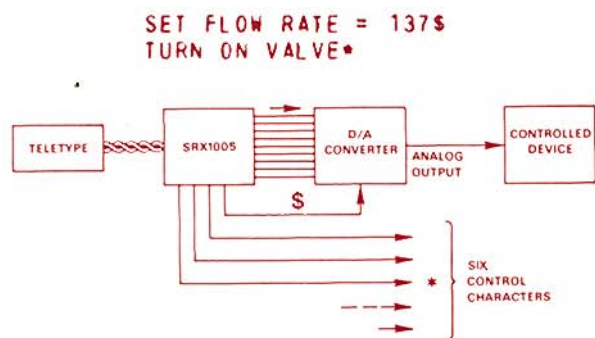 SET FLOW RATE = 137$
TURN ON VALVE*
TELETYPE
SRX1005
D/A
CONVERTER
ANALOG
OUTPUT
CONTROLLED
DEVICE
$
*
SIX
CONTROL
CHARACTERS